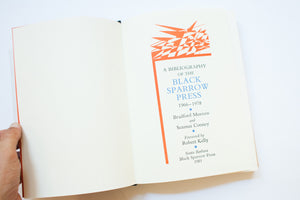 A BIBLIOGRAPHY
OF THE
BLACK
SPARROW
PRESS
1966–1978
Bradford Morrow
and
Seamus Cooney
Foreword by
Robert Kelly
Santa Barbara
Black Sparrow Press
1981